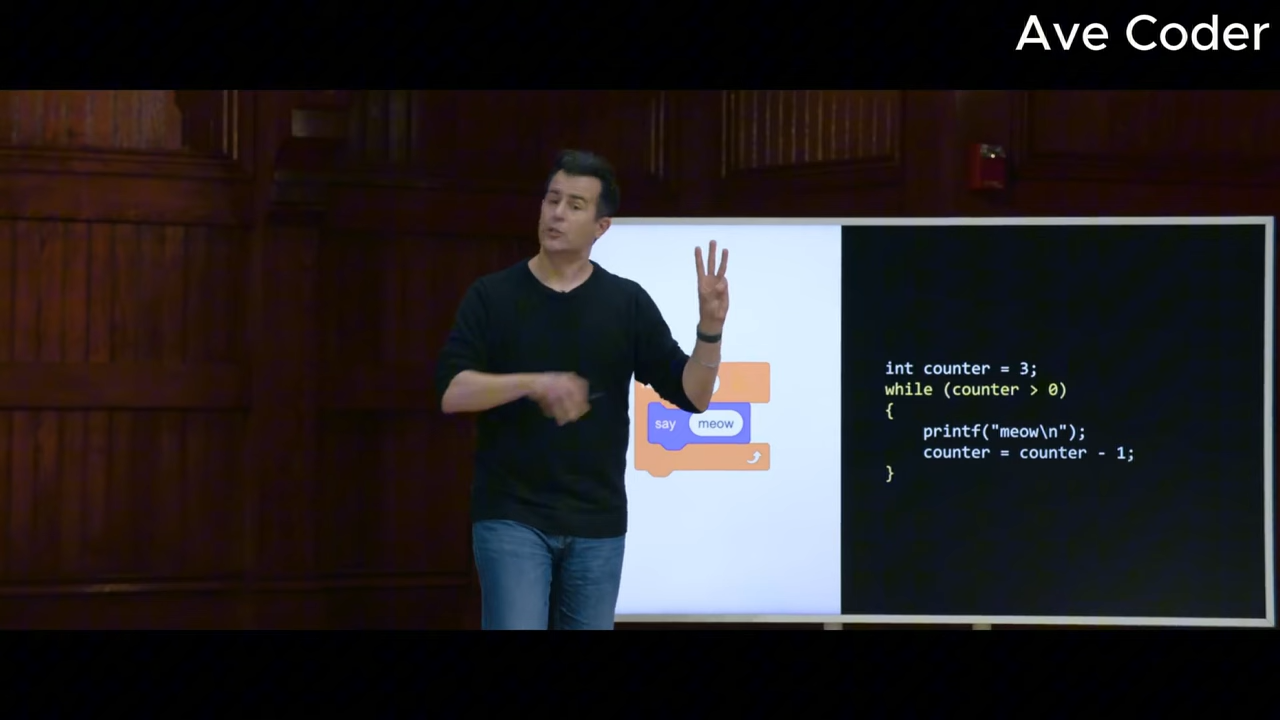 Ave Coder
say meow
int counter = 3;
while (counter > 0)
{
printf("meow\n");
counter = counter - 1;
}